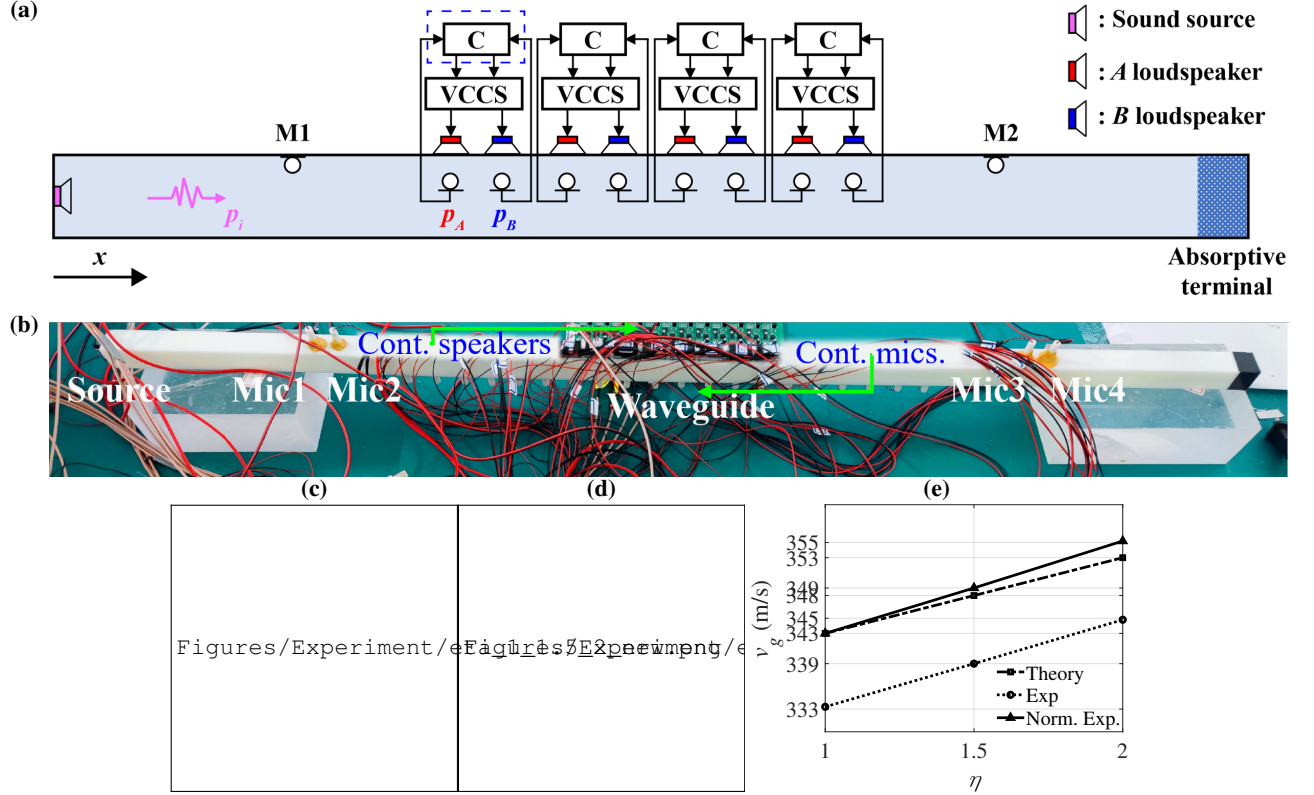 (a)
C C C C
: Sound source
VCCS VCCS VCCS VCCS
: A loudspeaker
: B loudspeaker
M1 M2
p_i p_A p_B
x
Absorptive
terminal
(b)
Cont. speakers
Cont. mics.
Source Mic1 Mic2 Waveguide Mic3 Mic4
(c) (d) (e)
355
353
349
348
345
343
339
333
v_g (m/s)
Theory
Exp
Norm. Exp.
1 1.5 2
η